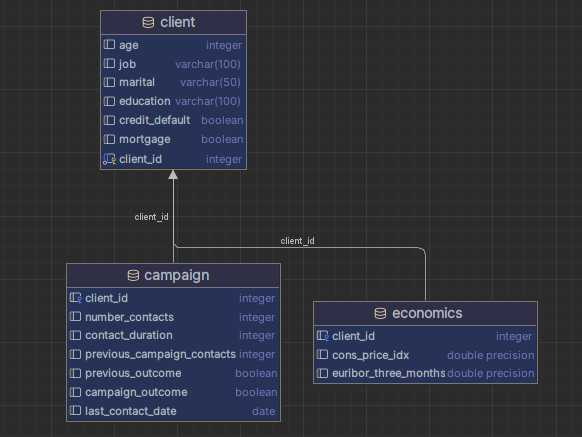 client
age integer
job varchar(100)
marital varchar(50)
education varchar(100)
credit_default boolean
mortgage boolean
client_id integer
client_id
client_id
campaign
client_id integer
number_contacts integer
contact_duration integer
previous_campaign_contacts integer
previous_outcome boolean
campaign_outcome boolean
last_contact_date date
economics
client_id integer
cons_price_idx double precision
euribor_three_months double precision